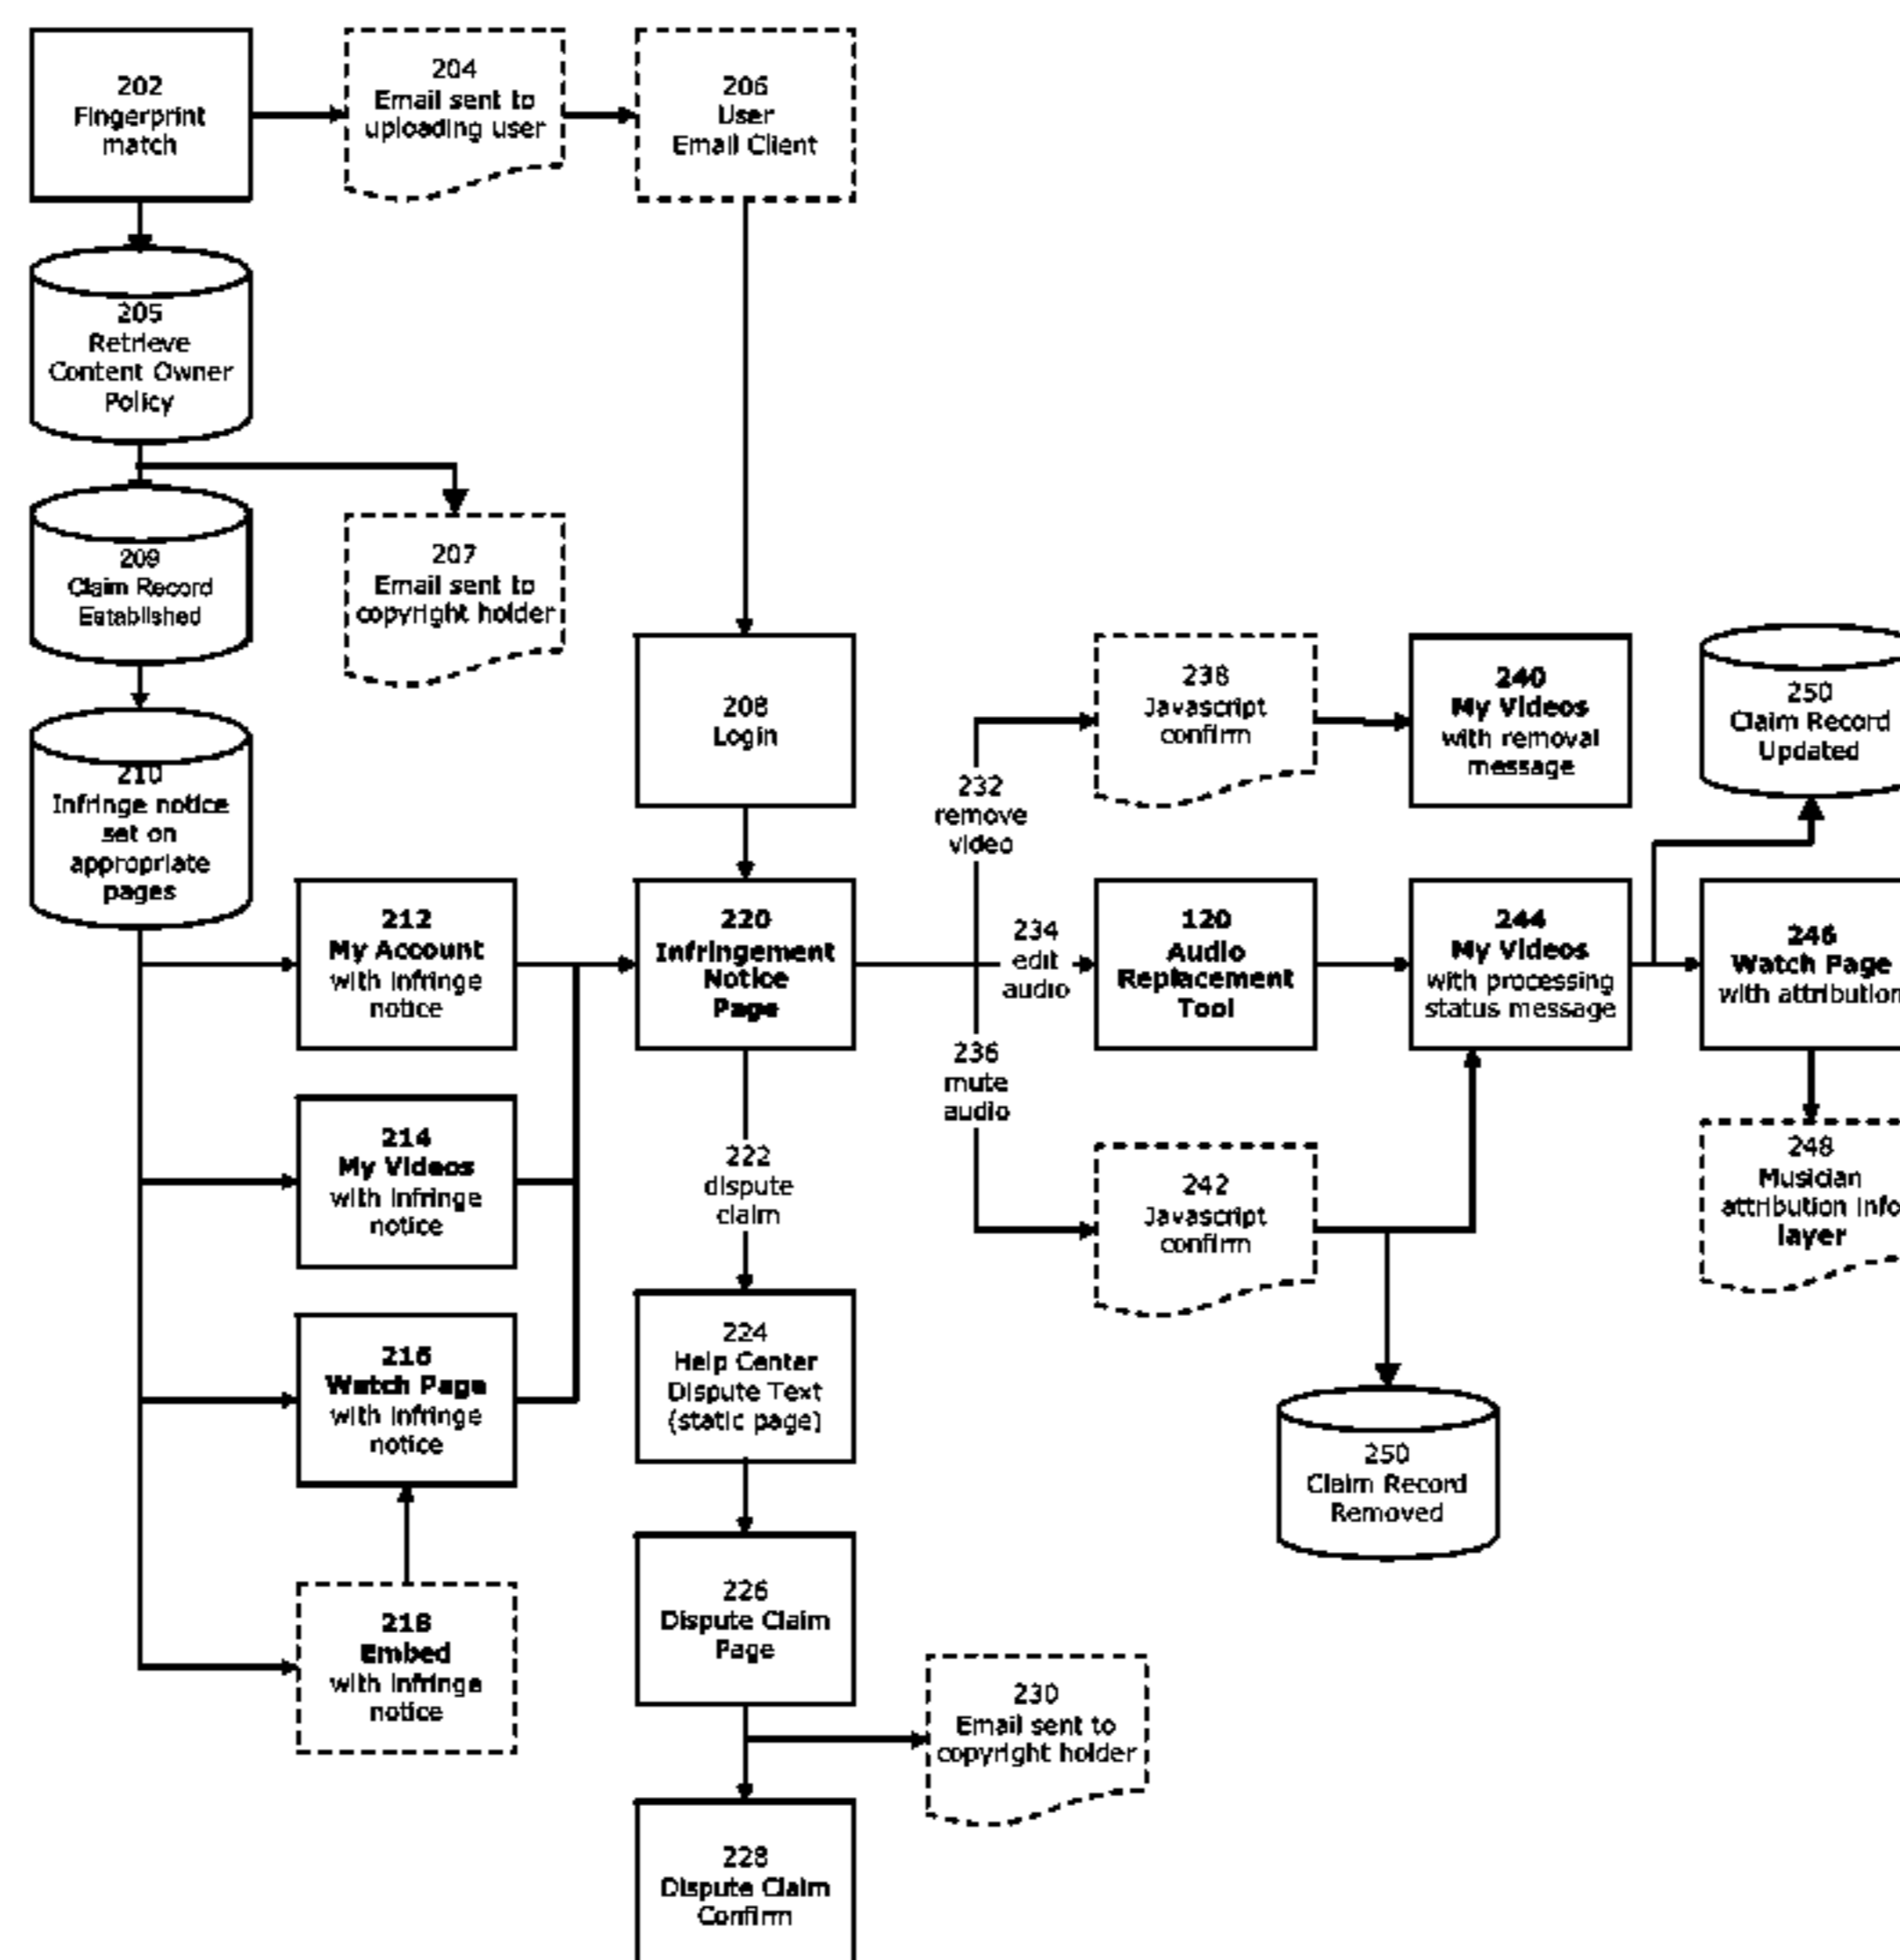 202
Fingerprint
match
204
Email sent to
uploading user
206
User
Email Client
205
Retrieve
Content Owner
Policy
209
Claim Record
Established
207
Email sent to
copyright holder
210
Infringe notice
set on
appropriate
pages
208
Login
212
My Account
with infringe
notice
214
My Videos
with infringe
notice
216
Watch Page
with infringe
notice
218
Embed
with infringe
notice
220
Infringement
Notice
Page
222
dispute
claim
224
Help Center
Dispute Text
(static page)
226
Dispute Claim
Page
228
Dispute Claim
Confirm
230
Email sent to
copyright holder
232
remove
video
234
edit
audio
236
mute
audio
238
Javascript
confirm
240
My Videos
with removal
message
120
Audio
Replacement
Tool
242
Javascript
confirm
244
My Videos
with processing
status message
250
Claim Record
Updated
246
Watch Page
with attribution
248
Musician
attribution info
layer
250
Claim Record
Removed